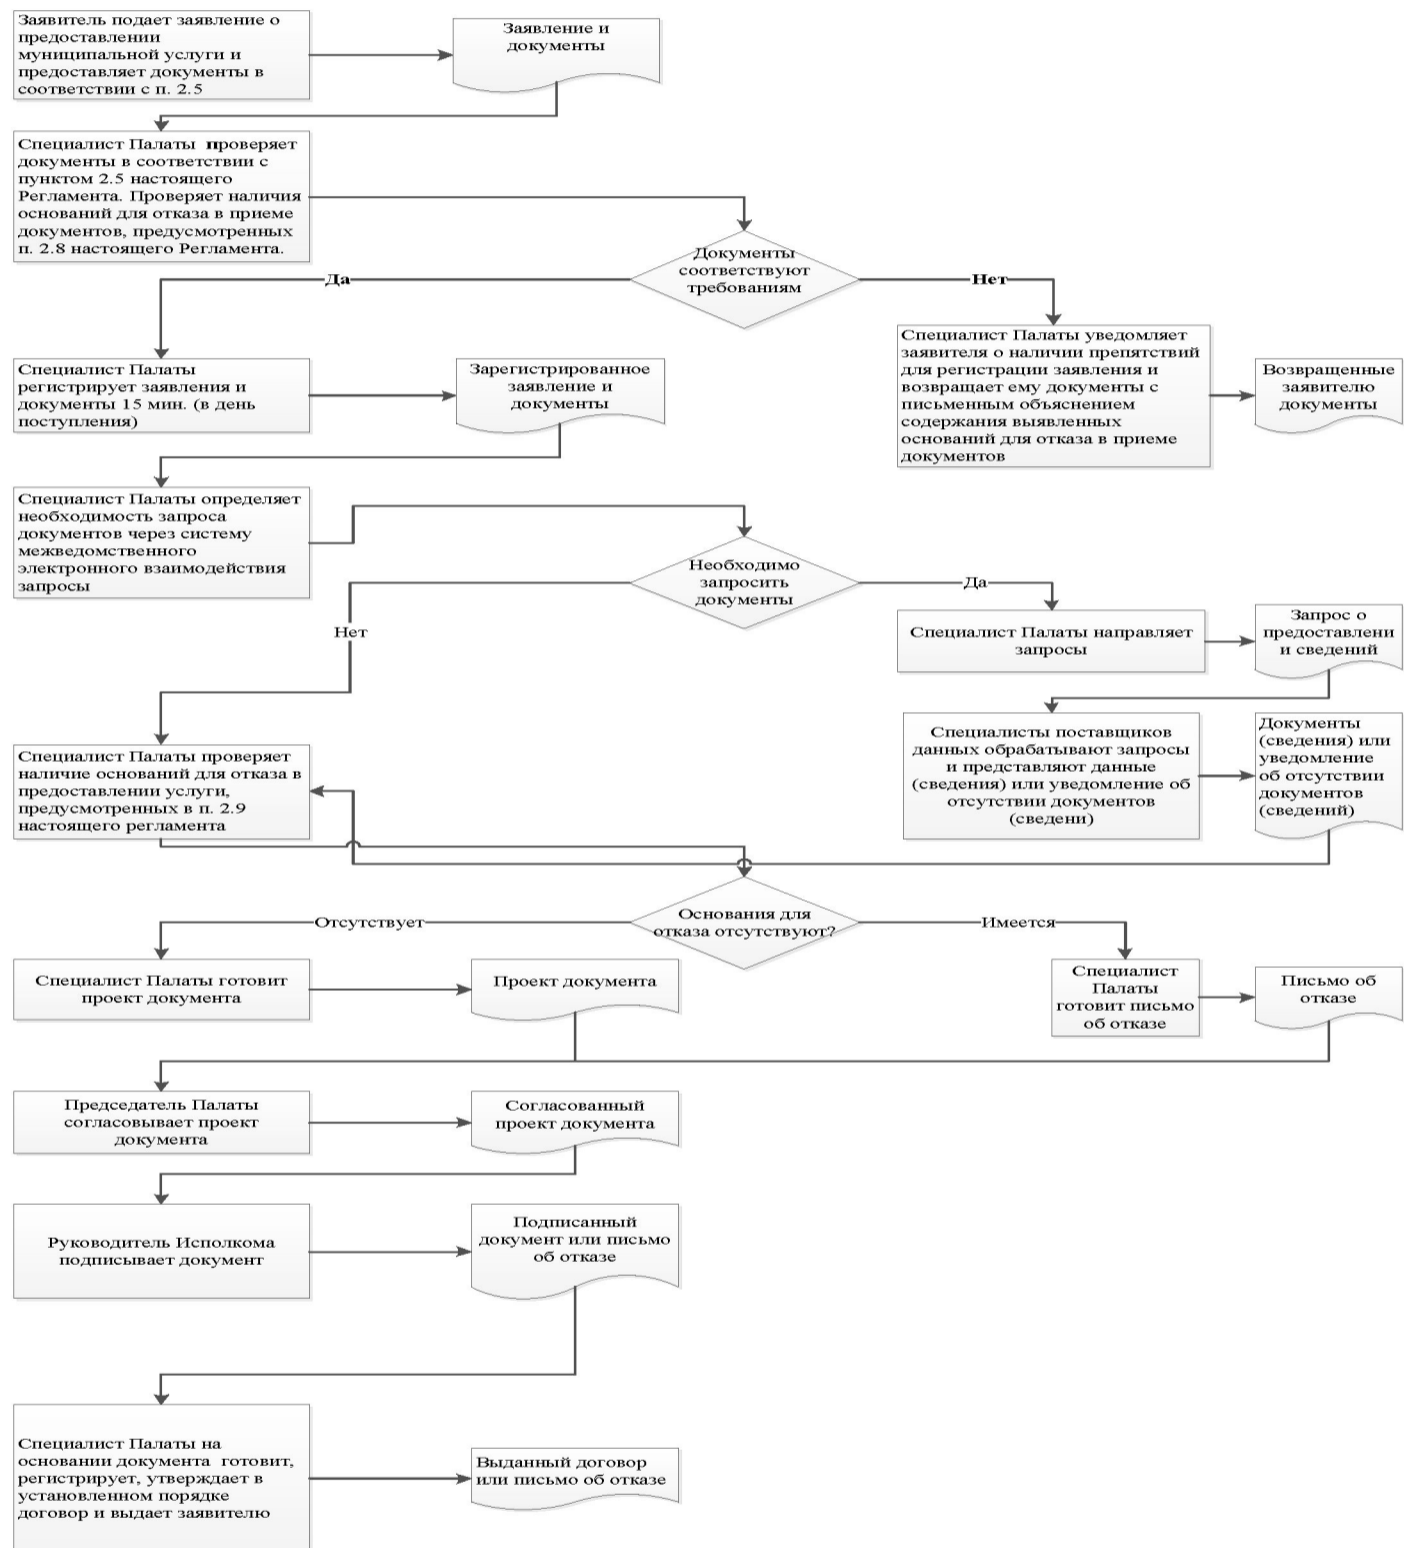 Заявитель подает заявление о
предоставлении
муниципальной услуги и
предоставляет документы в
соответствии с п. 2.5
Заявление и
документы
Специалист Палаты проверяет
документы в соответствии с
пунктом 2.5 настоящего
Регламента. Проверяет наличия
оснований для отказа в приеме
документов, предусмотренных
п. 2.8 настоящего Регламента.
Документы
соответствуют
требованиям
Да
Нет
Специалист Палаты
регистрирует заявления и
документы 15 мин. (в день
поступления)
Зарегистрированное
заявление и
документы
Специалист Палаты уведомляет
заявителя о наличии препятствий
для регистрации заявления и
возвращает ему документы с
письменным объяснением
содержания выявленных
оснований для отказа в приеме
документов
Возвращенные
заявителю
документы
Специалист Палаты определяет
необходимость запроса
документов через систему
межведомственного
электронного взаимодействия
запросы
Необходимо
запросить
документы
Да
Нет
Специалист Палаты направляет
запросы
Запрос о
предоставлени
и сведений
Специалисты поставщиков
данных обрабатывают запросы
и представляют данные
(сведения) или уведомление об
отсутствии документов
(сведени)
Документы
(сведения) или
уведомление
об отсутствии
документов
(сведений)
Специалист Палаты проверяет
наличие оснований для отказа в
предоставлении услуги,
предусмотренных в п. 2.9
настоящего регламента
Основания для
отказа отсутствуют?
Отсутствует
Имеется
Специалист Палаты готовит
проект документа
Проект документа
Специалист
Палаты
готовит письмо
об отказе
Письмо об
отказе
Председатель Палаты
согласовывает проект
документа
Согласованный
проект документа
Руководитель Исполкома
подписывает документ
Подписанный
документ или письмо
об отказе
Специалист Палаты на
основании документа готовит,
регистрирует, утверждает в
установленном порядке
договор и выдает заявителю
Выданный договор
или письмо об отказе